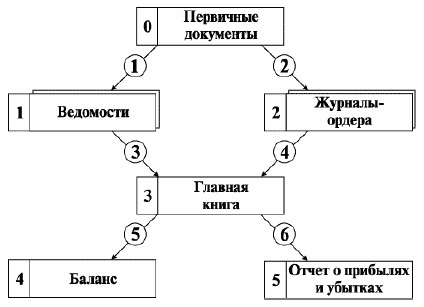 0
Первичные
документы
1
2
1
Ведомости
2
Журналы-
ордера
3
4
3
Главная
книга
5
6
4
Баланс
5
Отчет о прибылях
и убытках